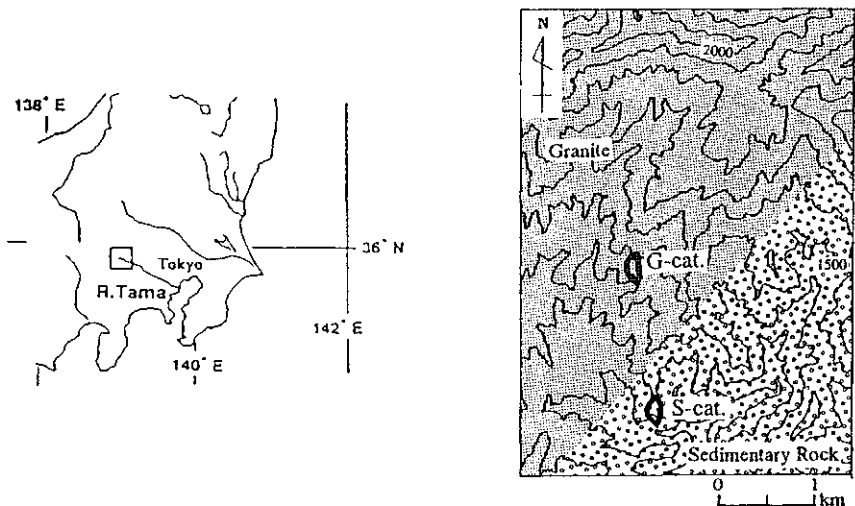 138° E
36° N
Tokyo
R.Tama
142° E
140° E
N
2000
Granite
G-cat.
1500
S-cat.
Sedimentary Rock
0 1
km